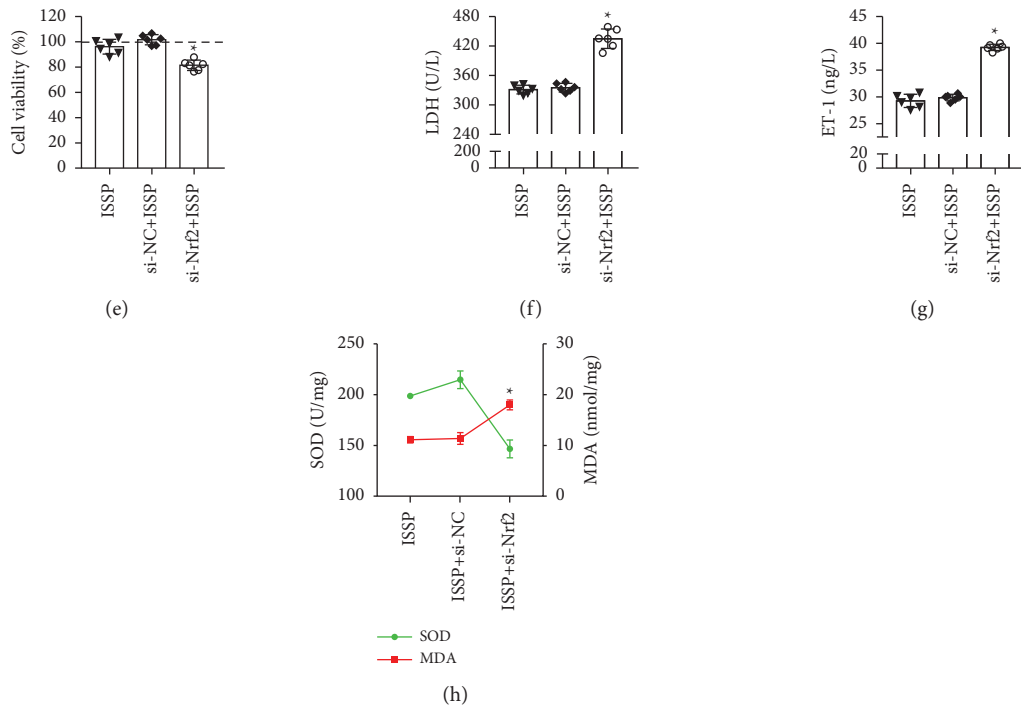 Cell viability (%)
120
100
80
60
40
20
0
*
ISSP
si-NC+ISSP
si-Nrf2+ISSP
(e)
LDH (U/L)
480
420
360
300
240
200
0
*
ISSP
si-NC+ISSP
si-Nrf2+ISSP
(f)
ET-1 (ng/L)
45
40
35
30
25
20
0
*
ISSP
si-NC+ISSP
si-Nrf2+ISSP
(g)
SOD (U/mg)
250
200
150
100
*
30
20
10
0
MDA (nmol/mg)
ISSP
ISSP+si-NC
ISSP+si-Nrf2
SOD
MDA
(h)